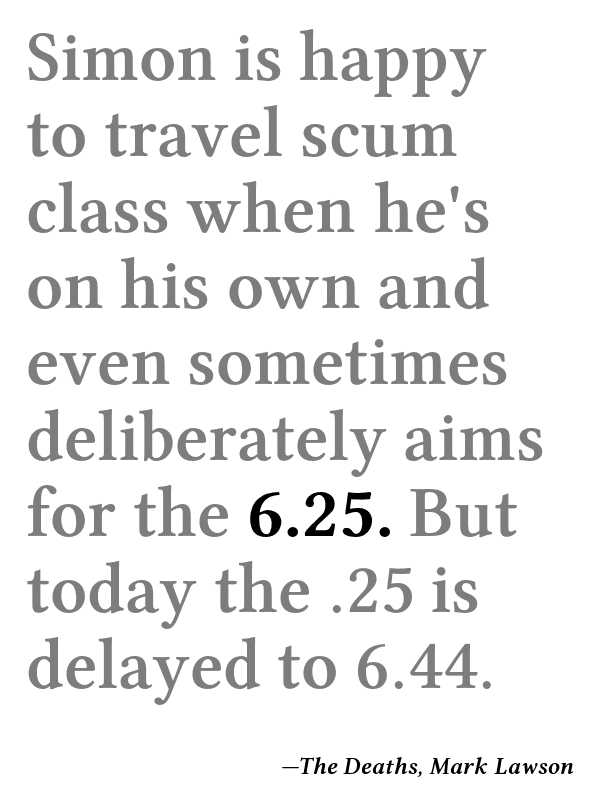 Simon is happy
to travel scum
class when he's
on his own and
even sometimes
deliberately aims
for the 6.25. But
today the .25 is
delayed to 6.44.
—The Deaths, Mark Lawson